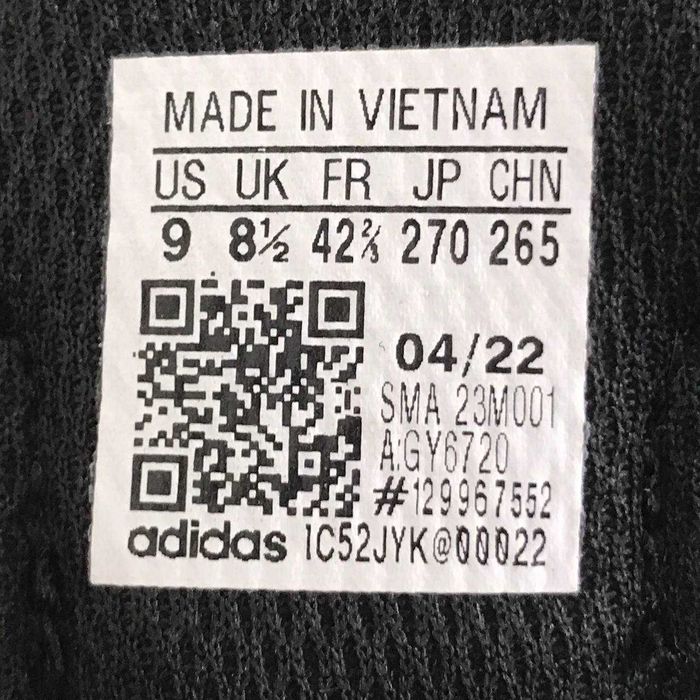 MADE IN VIETNAM
US UK FR JP CHN
9 8½ 42⅔ 270 265
04/22
SMA 23M001
A:GY6720
#129967552
adidas 1C52JYK@00022